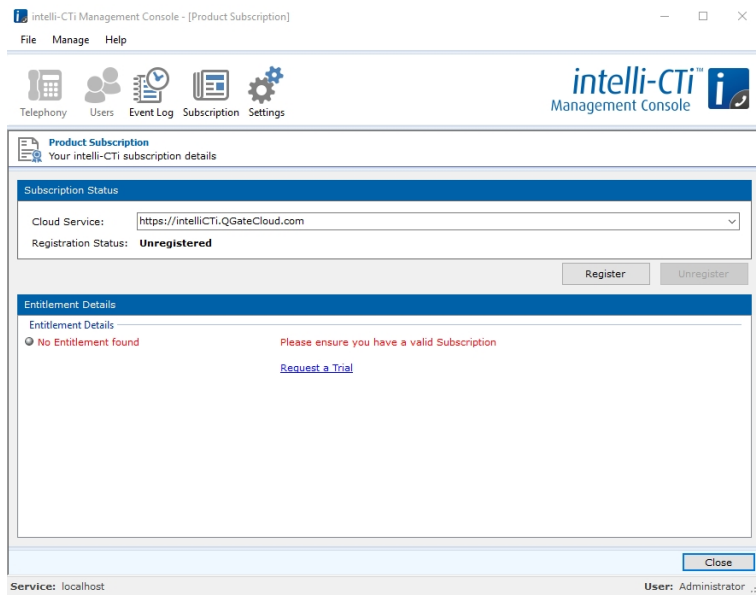 intelli-CTi Management Console - [Product Subscription]
File Manage Help
Telephony Users Event Log Subscription Settings
intelli-CTi™
Management Console
Product Subscription
Your intelli-CTi subscription details
Subscription Status
Cloud Service: https://intelliCTi.QGateCloud.com
Registration Status: Unregistered
Register Unregister
Entitlement Details
Entitlement Details
No Entitlement found Please ensure you have a valid Subscription
Request a Trial
Close
Service: localhost User: Administrator